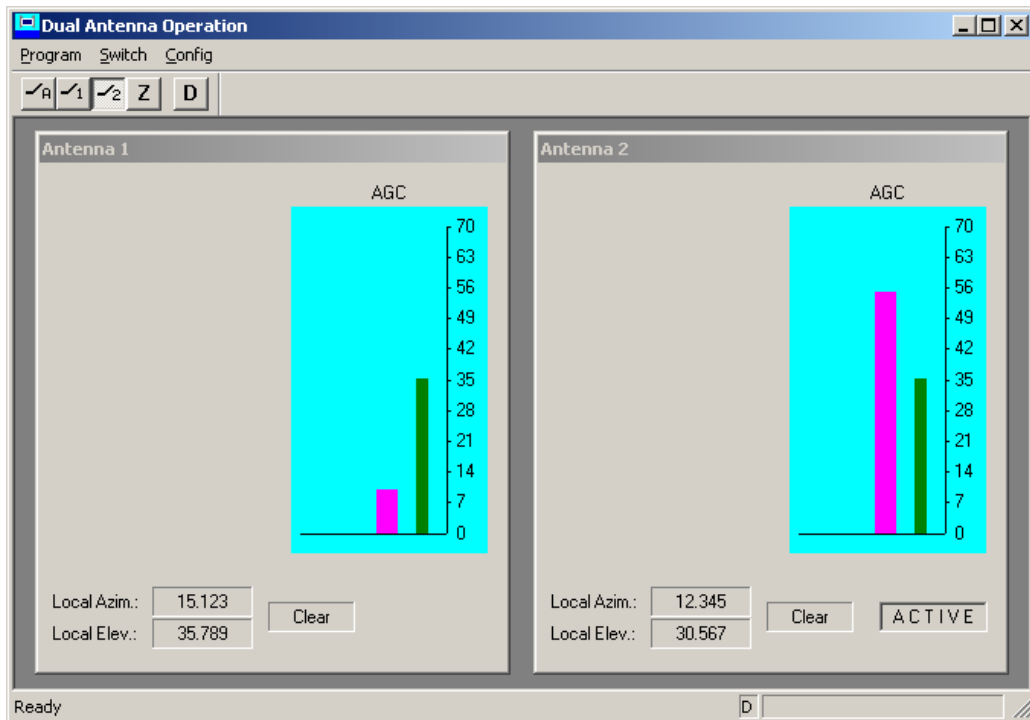 Dual Antenna Operation
Program Switch Config
A 1 2 Z D
Antenna 1
AGC
70
63
56
49
42
35
28
21
14
7
0
Local Azim.: 15.123
Local Elev.: 35.789
Clear
Antenna 2
AGC
70
63
56
49
42
35
28
21
14
7
0
Local Azim.: 12.345
Local Elev.: 30.567
Clear
ACTIVE
Ready
D